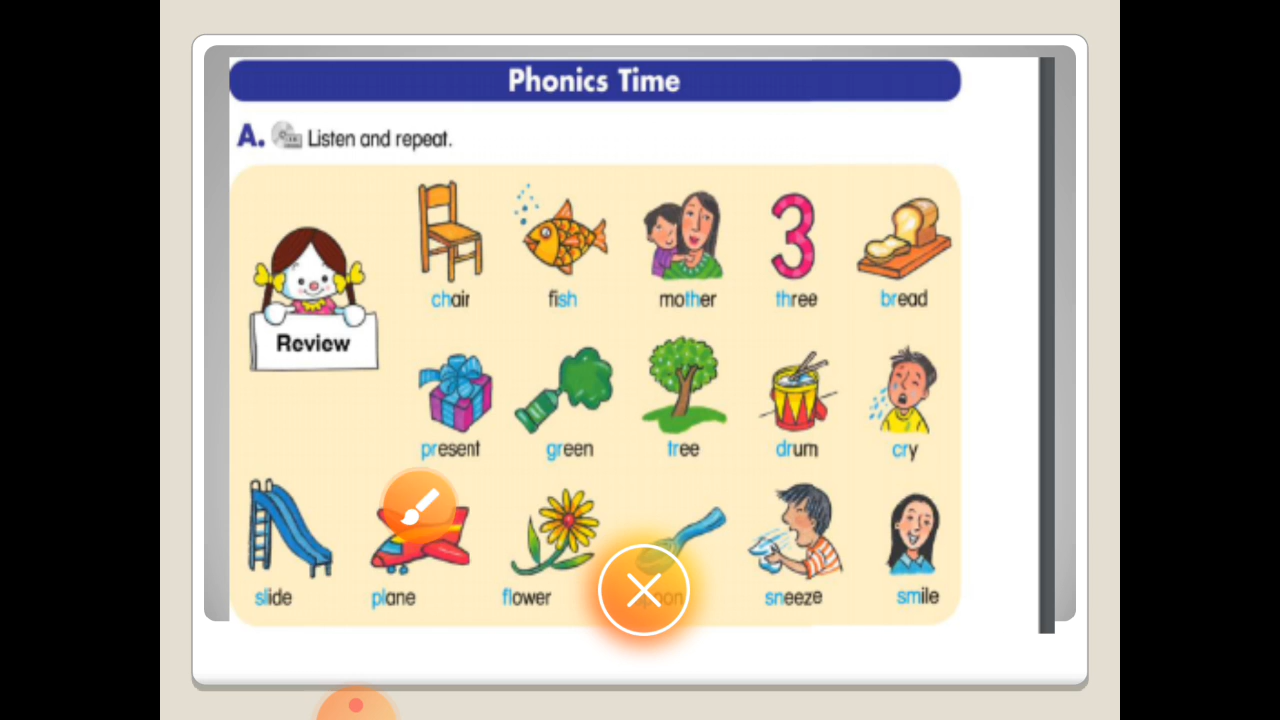 Phonics Time
A. Listen and repeat.
chair fish mother three bread
Review
present green tree drum cry
slide plane flower spoon sneeze smile